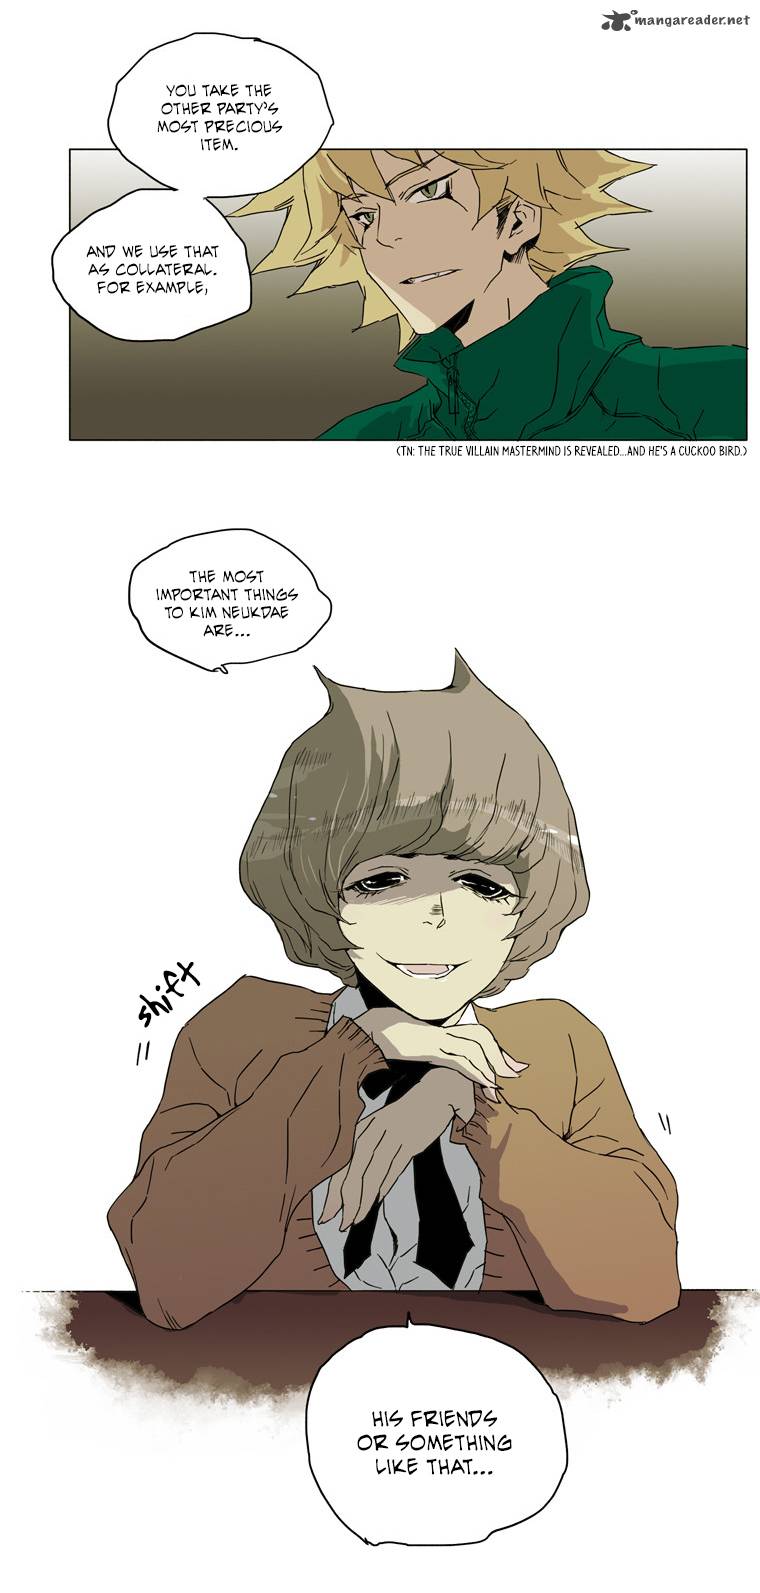 mangareader.net
YOU TAKE THE
OTHER PARTY'S
MOST PRECIOUS
ITEM.
AND WE USE THAT
AS COLLATERAL.
FOR EXAMPLE,
(TN: THE TRUE VILLAIN MASTERMIND IS REVEALED...AND HE'S A CUCKOO BIRD.)
THE MOST
IMPORTANT THINGS
TO KIM NEUKDAE
ARE...
shift
HIS FRIENDS
OR SOMETHING
LIKE THAT...